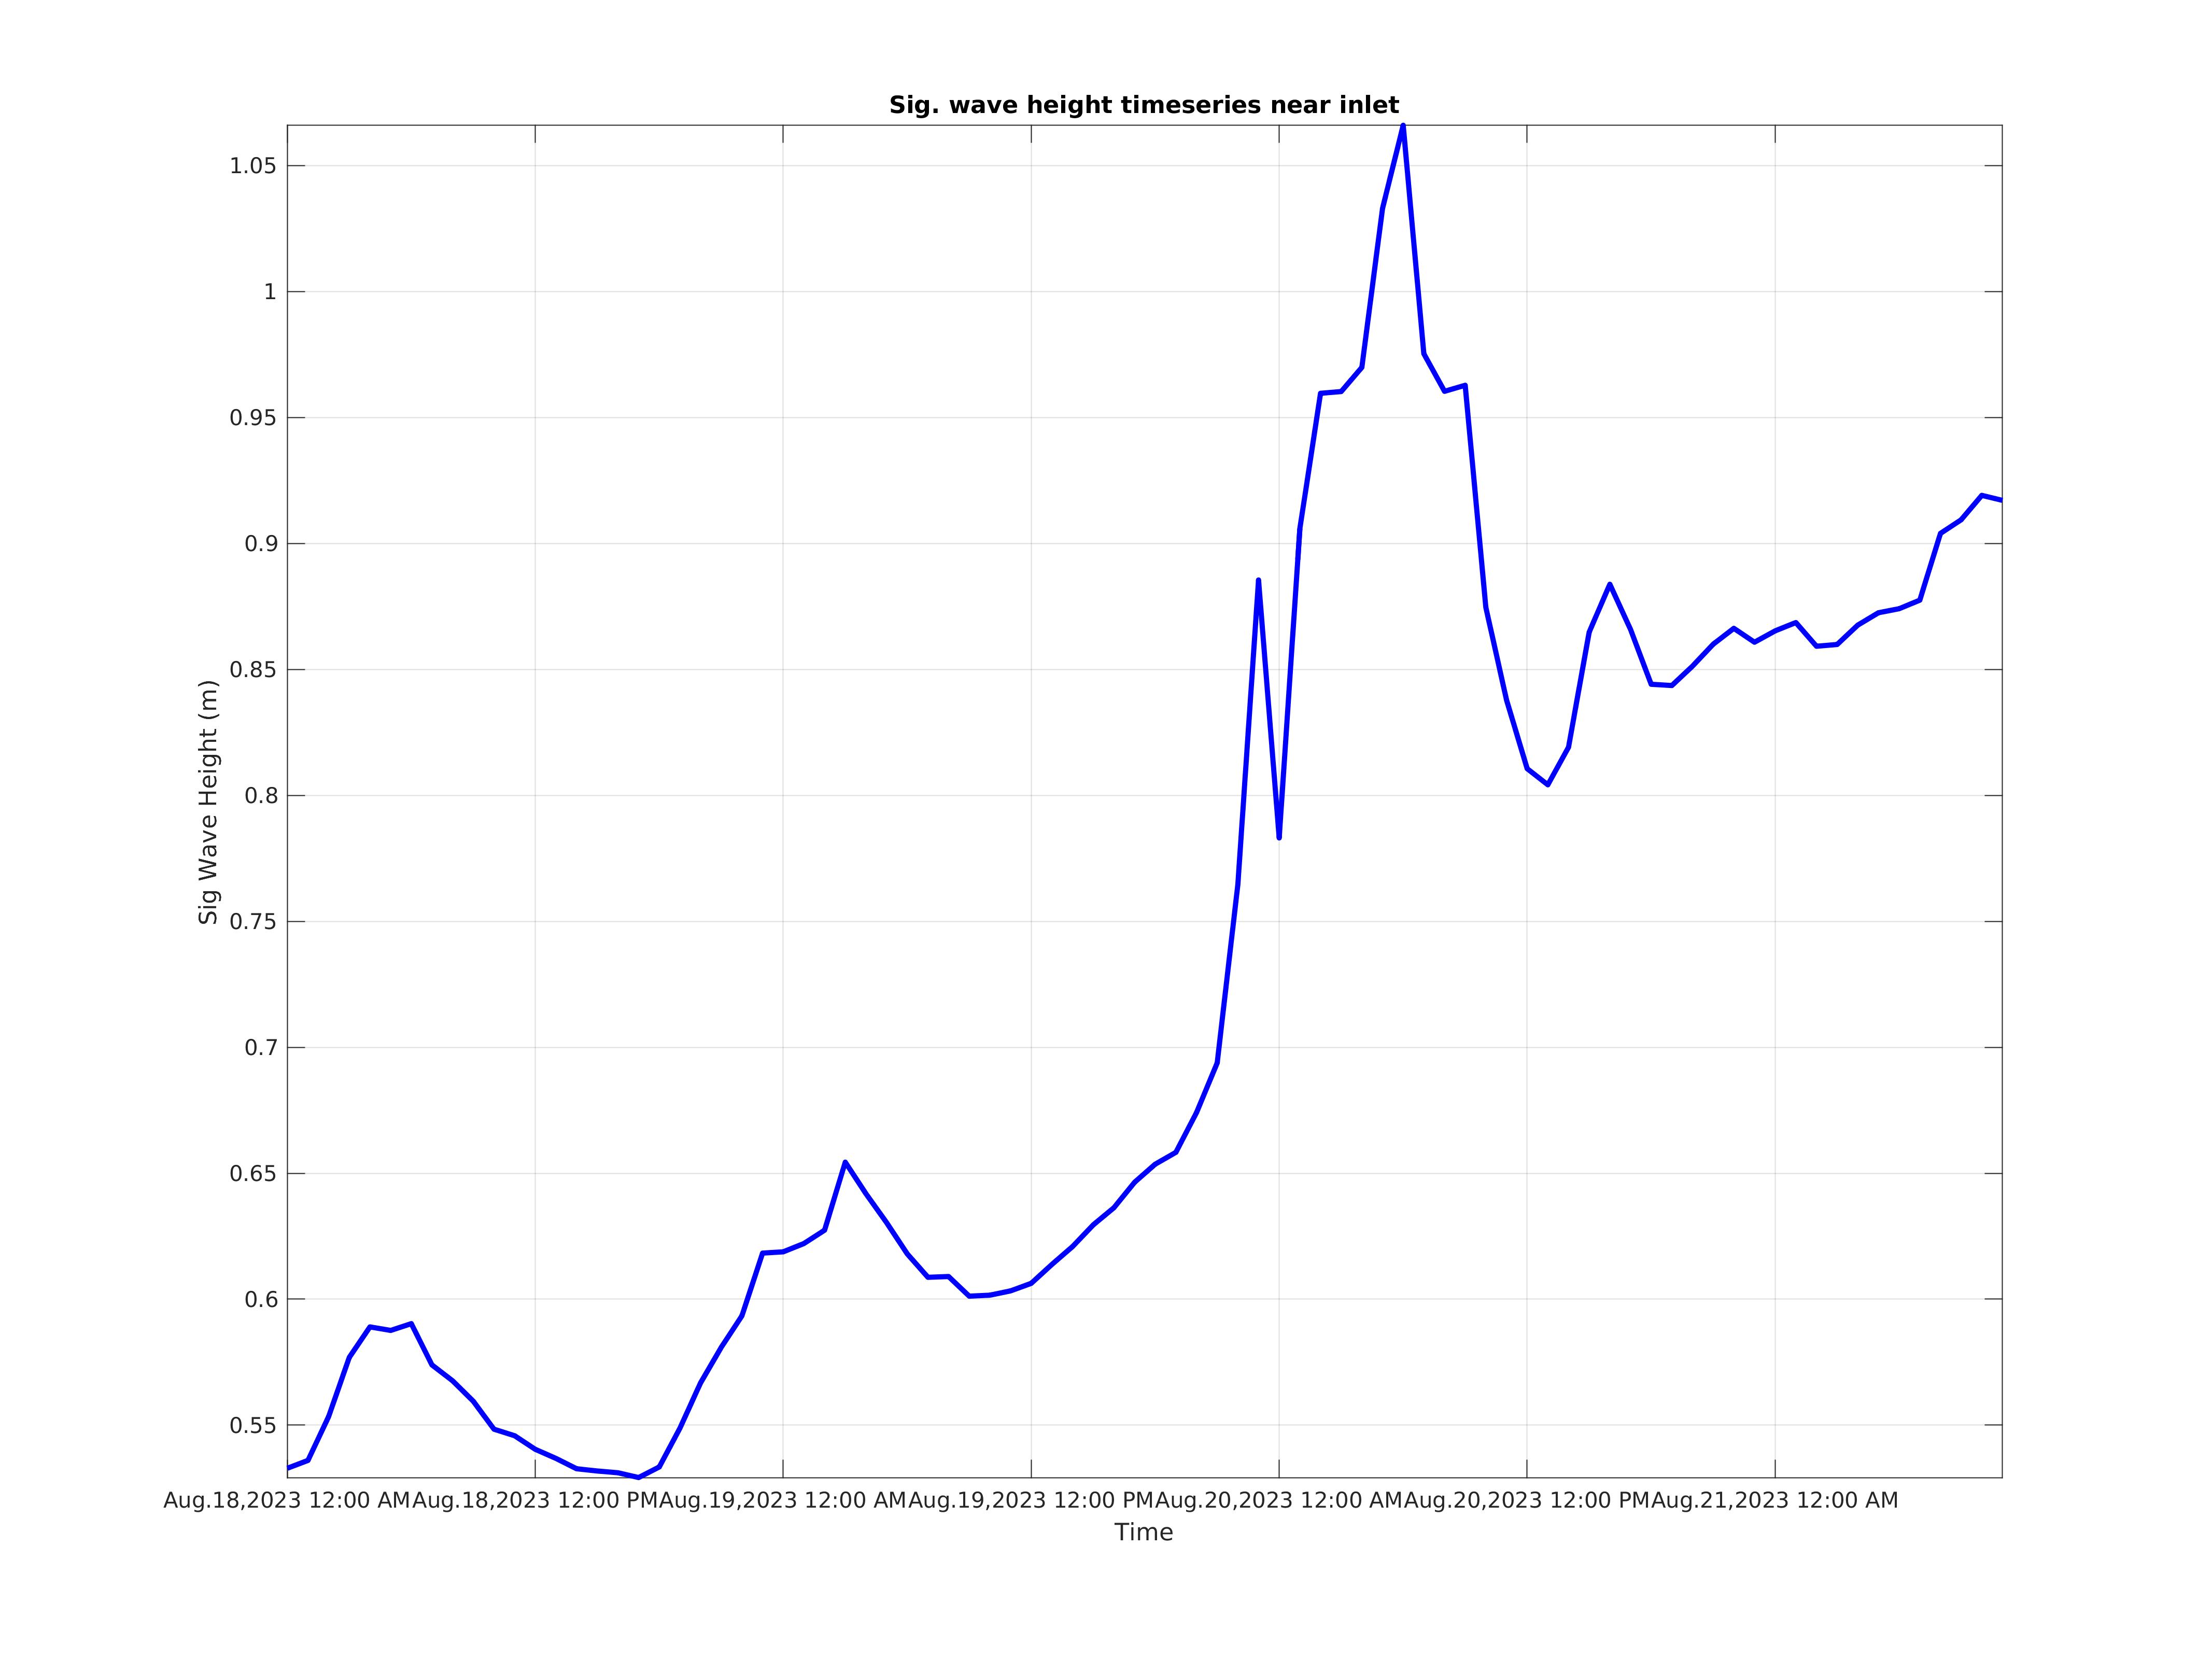 Sig. wave height timeseries near inlet
1.05
1
0.95
0.9
0.85
0.8
0.75
0.7
0.65
0.6
0.55
Sig Wave Height (m)
Aug.18,2023 12:00 AM Aug.18,2023 12:00 PM Aug.19,2023 12:00 AM Aug.19,2023 12:00 PM Aug.20,2023 12:00 AM Aug.20,2023 12:00 PM Aug.21,2023 12:00 AM
Time